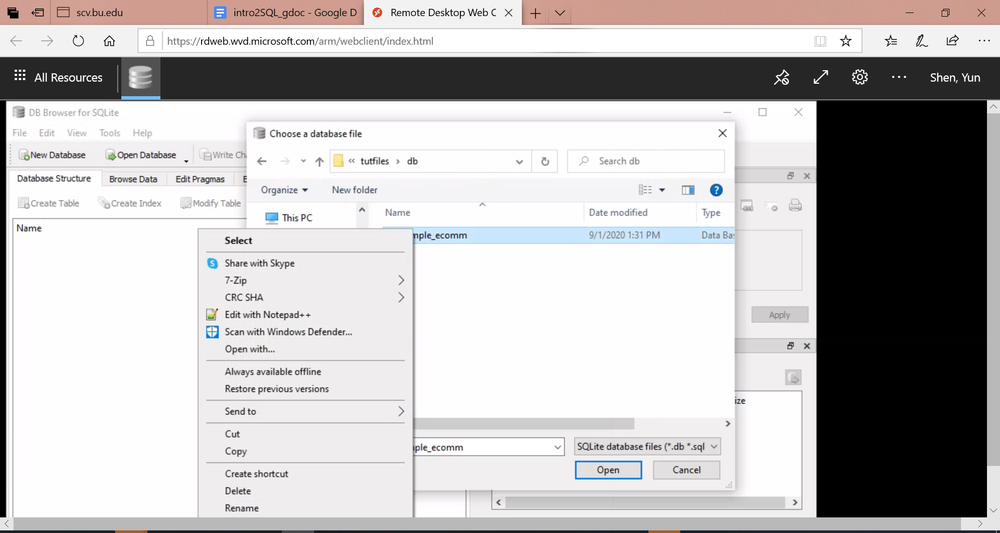 scv.bu.edu
intro2SQL_gdoc - Google D
Remote Desktop Web C
https://rdweb.wvd.microsoft.com/arm/webclient/index.html
All Resources
Shen, Yun
DB Browser for SQLite
File Edit View Tools Help
New Database Open Database Write Ch
Database Structure Browse Data Edit Pragmas E
Create Table Create Index Modify Table
Name
Choose a database file
« tutfiles > db
Search db
Organize New folder
This PC
Name Date modified Type
mple_ecomm 9/1/2020 1:31 PM Data Bas
Select
Share with Skype
7-Zip
CRC SHA
Edit with Notepad++
Scan with Windows Defender...
Open with...
Always available offline
Restore previous versions
Send to
Cut
Copy
Create shortcut
Delete
Rename
ple_ecomm
SQLite database files (*.db *.sql
Open Cancel
Apply
ize